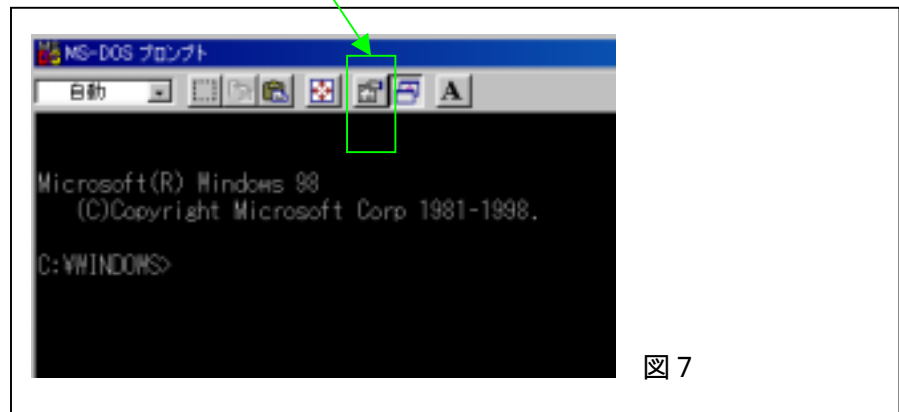 MS-DOS プロンプト
自動
A
Microsoft(R) Windows 98
(C)Copyright Microsoft Corp 1981-1998.
C:¥WINDOWS>
図 7